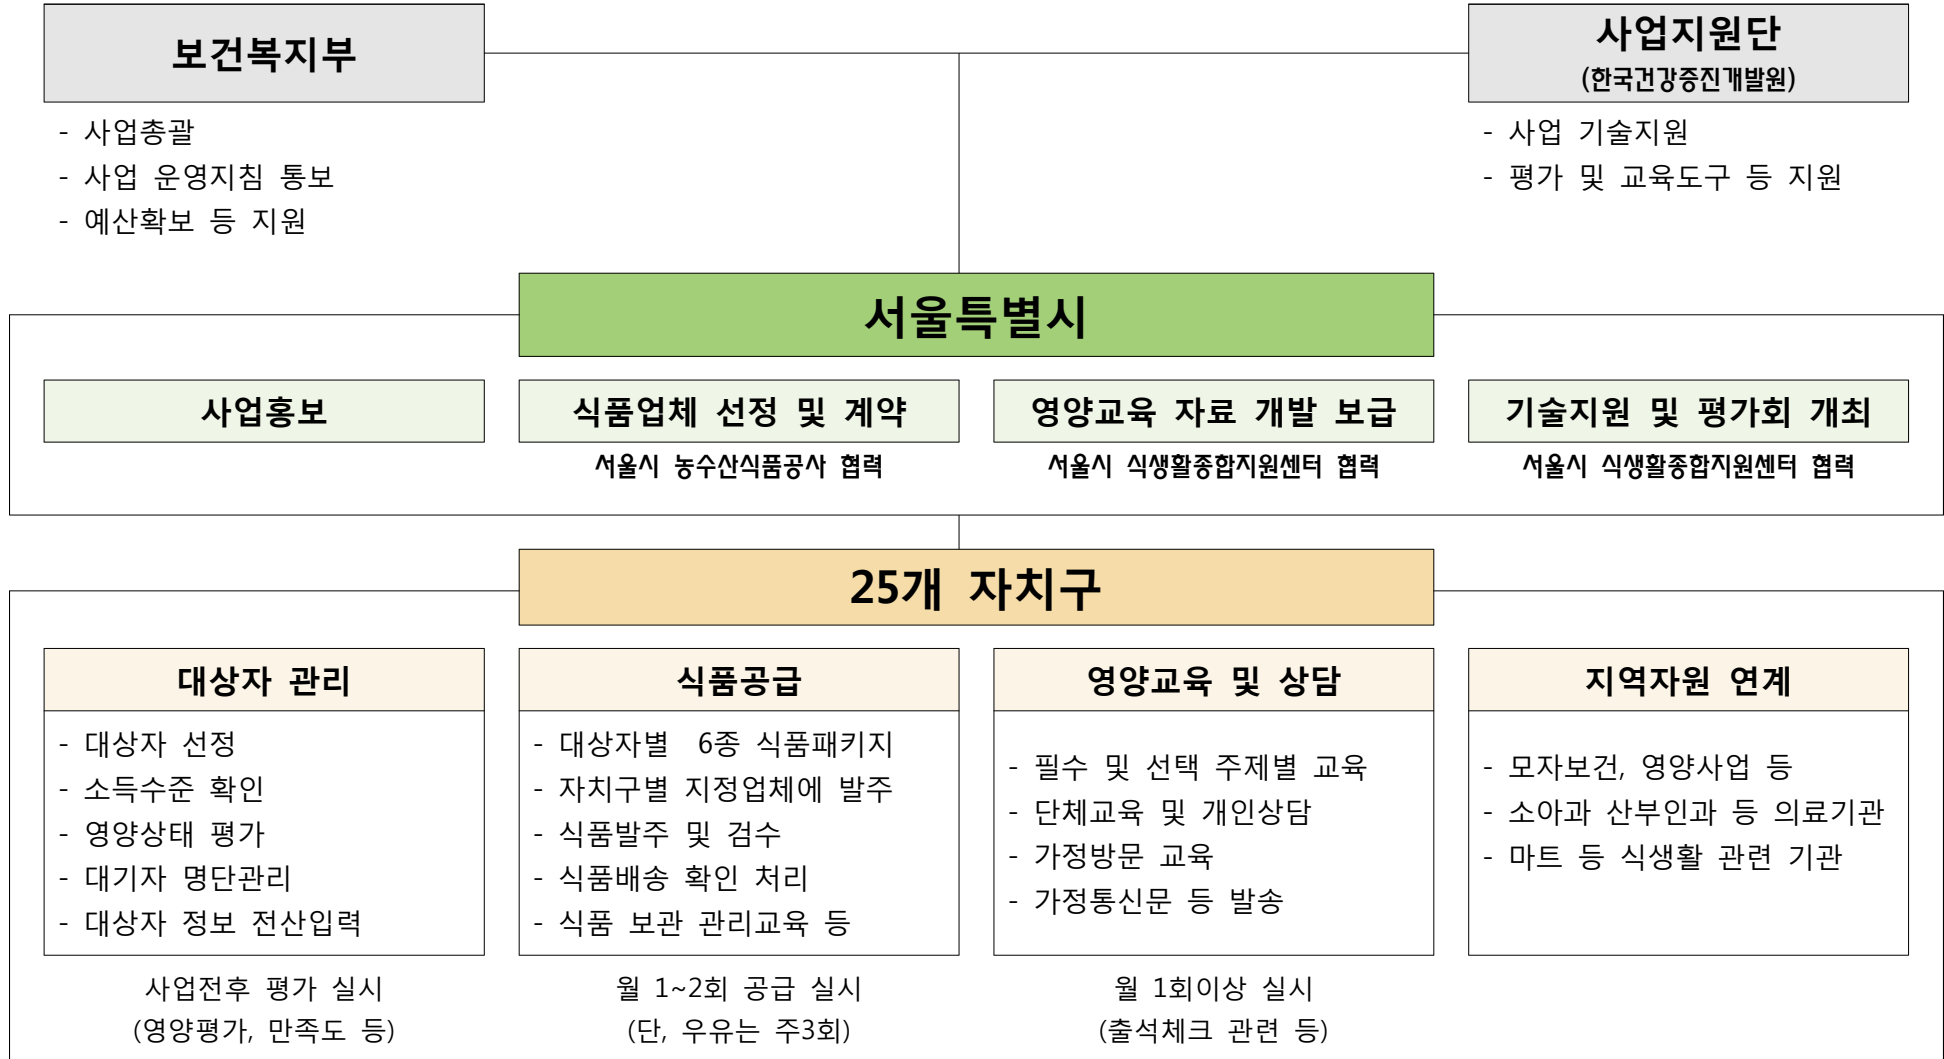 보건복지부
- 사업총괄
- 사업 운영지침 통보
- 예산확보 등 지원
사업지원단
(한국건강증진개발원)
- 사업 기술지원
- 평가 및 교육도구 등 지원
서울특별시
사업홍보
식품업체 선정 및 계약
서울시 농수산식품공사 협력
영양교육 자료 개발 보급
서울시 식생활종합지원센터 협력
기술지원 및 평가회 개최
서울시 식생활종합지원센터 협력
25개 자치구
대상자 관리
- 대상자 선정
- 소득수준 확인
- 영양상태 평가
- 대기자 명단관리
- 대상자 정보 전산입력
사업전후 평가 실시
(영양평가, 만족도 등)
식품공급
- 대상자별 6종 식품패키지
- 자치구별 지정업체에 발주
- 식품발주 및 검수
- 식품배송 확인 처리
- 식품 보관 관리교육 등
월 1~2회 공급 실시
(단, 우유는 주3회)
영양교육 및 상담
- 필수 및 선택 주제별 교육
- 단체교육 및 개인상담
- 가정방문 교육
- 가정통신문 등 발송
월 1회이상 실시
(출석체크 관련 등)
지역자원 연계
- 모자보건, 영양사업 등
- 소아과 산부인과 등 의료기관
- 마트 등 식생활 관련 기관